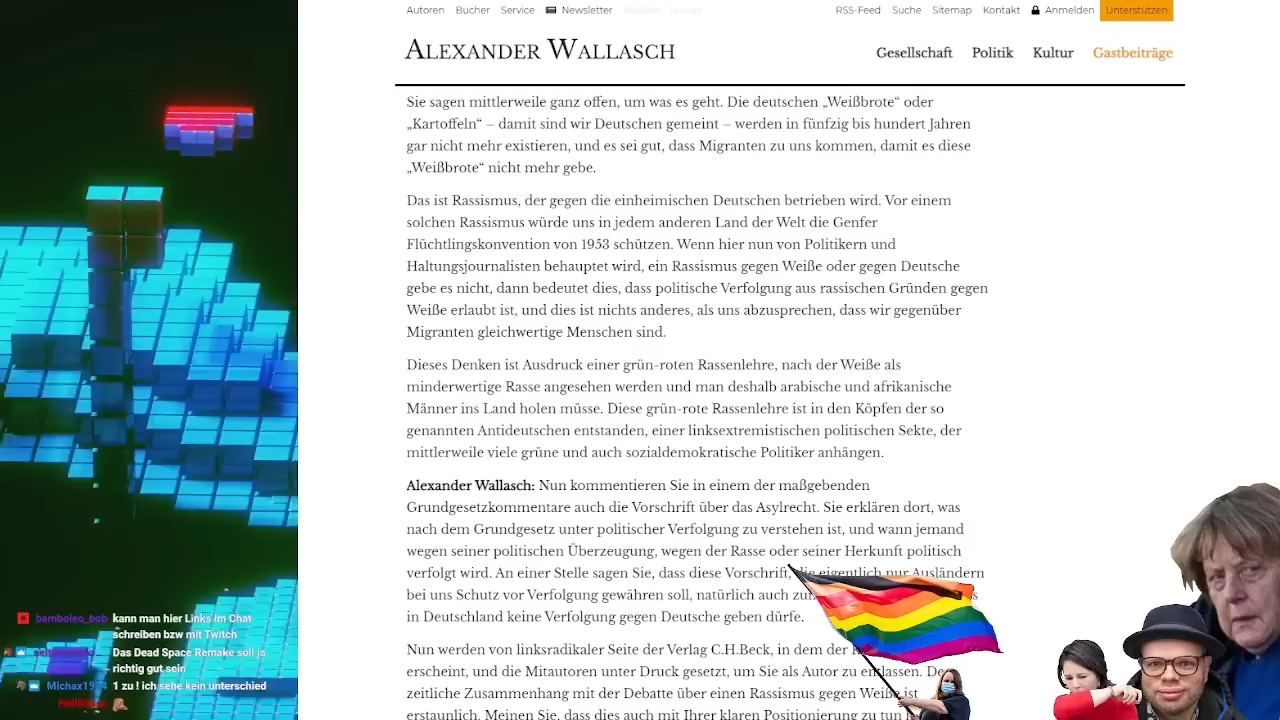 Autoren Bücher Service Newsletter
RSS-Feed Suche Sitemap Kontakt Anmelden Unterstützen
Alexander Wallasch
Gesellschaft Politik Kultur Gastbeiträge
Sie sagen mittlerweile ganz offen, um was es geht. Die deutschen „Weißbrote“ oder
„Kartoffeln“ – damit sind wir Deutschen gemeint – werden in fünfzig bis hundert Jahren
gar nicht mehr existieren, und es sei gut, dass Migranten zu uns kommen, damit es diese
„Weißbrote“ nicht mehr gebe.
Das ist Rassismus, der gegen die einheimischen Deutschen betrieben wird. Vor einem
solchen Rassismus würde uns in jedem anderen Land der Welt die Genfer
Flüchtlingskonvention von 1953 schützen. Wenn hier nun von Politikern und
Haltungsjournalisten behauptet wird, ein Rassismus gegen Weiße oder gegen Deutsche
gebe es nicht, dann bedeutet dies, dass politische Verfolgung aus rassischen Gründen gegen
Weiße erlaubt ist, und dies ist nichts anderes, als uns abzusprechen, dass wir gegenüber
Migranten gleichwertige Menschen sind.
Dieses Denken ist Ausdruck einer grün-roten Rassenlehre, nach der Weiße als
minderwertige Rasse angesehen werden und man deshalb arabische und afrikanische
Männer ins Land holen müsse. Diese grün-rote Rassenlehre ist in den Köpfen der so
genannten Antideutschen entstanden, einer linksextremistischen politischen Sekte, der
mittlerweile viele grüne und auch sozialdemokratische Politiker anhängen.
Alexander Wallasch: Nun kommentieren Sie in einem der maßgebenden
Grundgesetzkommentare auch die Vorschrift über das Asylrecht. Sie erklären dort, was
nach dem Grundgesetz unter politischer Verfolgung zu verstehen ist, und wann jemand
wegen seiner politischen Überzeugung, wegen der Rasse oder seiner Herkunft politisch
verfolgt wird. An einer Stelle sagen Sie, dass diese Vorschrift, die eigentlich nur Ausländern
bei uns Schutz vor Verfolgung gewähren soll, natürlich auch
in Deutschland keine Verfolgung gegen Deutsche geben dürfe.
Nun werden von linksradikaler Seite der Verlag C.H.Beck, in dem der
erscheint, und die Mitautoren unter Druck gesetzt, um Sie als Autor zu entlassen.
zeitliche Zusammenhang mit der Debatte über einen Rassismus gegen Weiße ist
erstaunlich. Meinen Sie, dass dies auch mit Ihrer klaren Positionierung zu tun
bamboleo_bob kann man hier Links im Chat
schreiben bzw mit Twitch
Das Dead Space Remake soll ja
richtig gut sein
Michax1974 1 zu 1 ich sehe kein unterschied